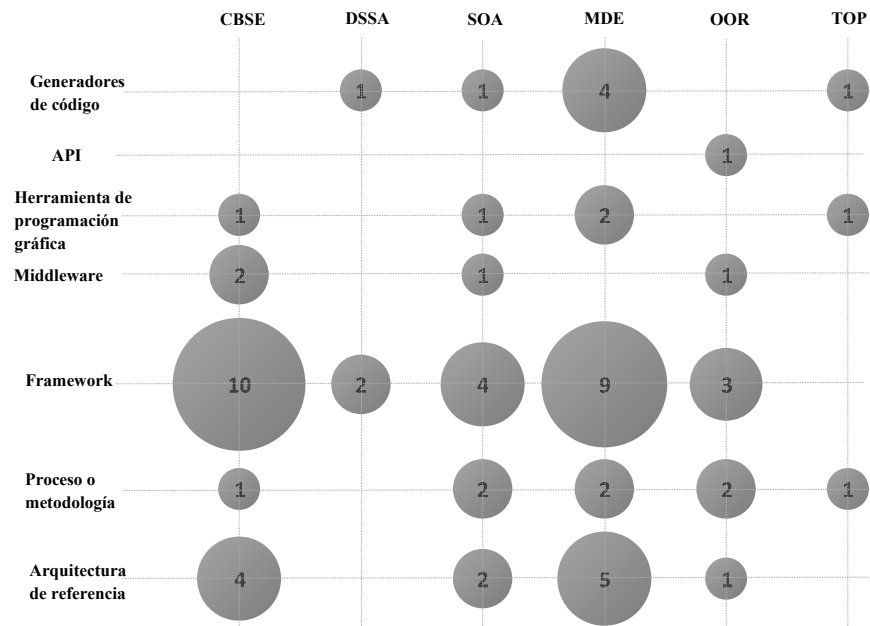 CBSE DSSA SOA MDE OOR TOP
Generadores
de código
1 1 4 1
API
1
Herramienta de
programación
gráfica
1 1 2 1
Middleware
2 1 1
Framework
10 2 4 9 3
Proceso o
metodología
1 2 2 2 1
Arquitectura
de referencia
4 2 5 1